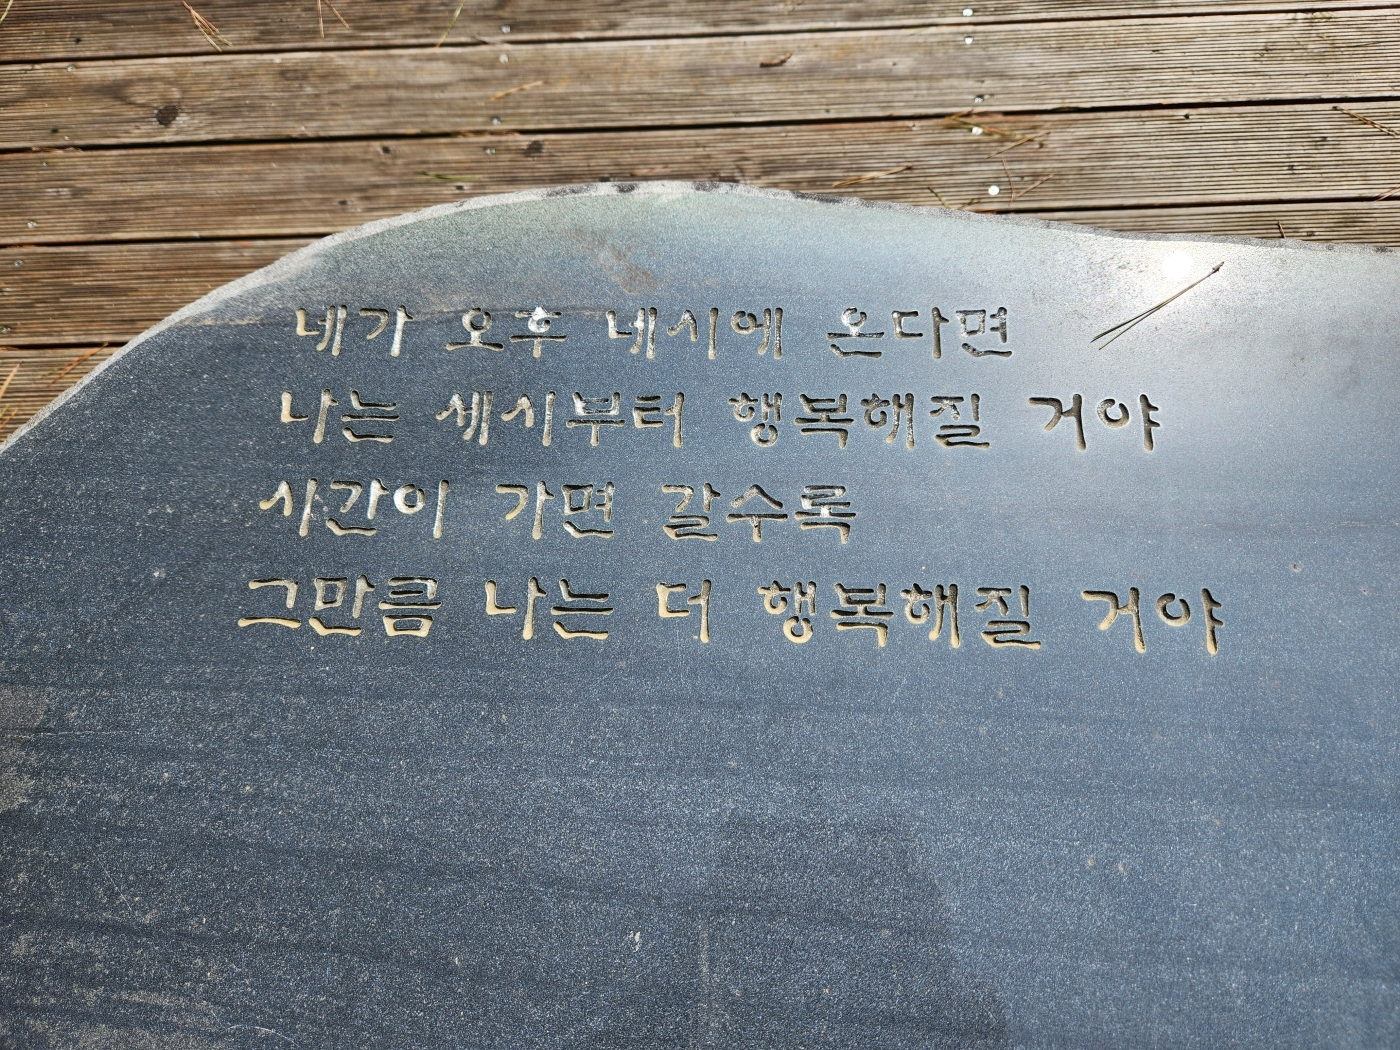 네가 오후 네시에 온다면
나는 세시부터 행복해질 거야
시간이 가면 갈수록
그만큼 나는 더 행복해질 거야